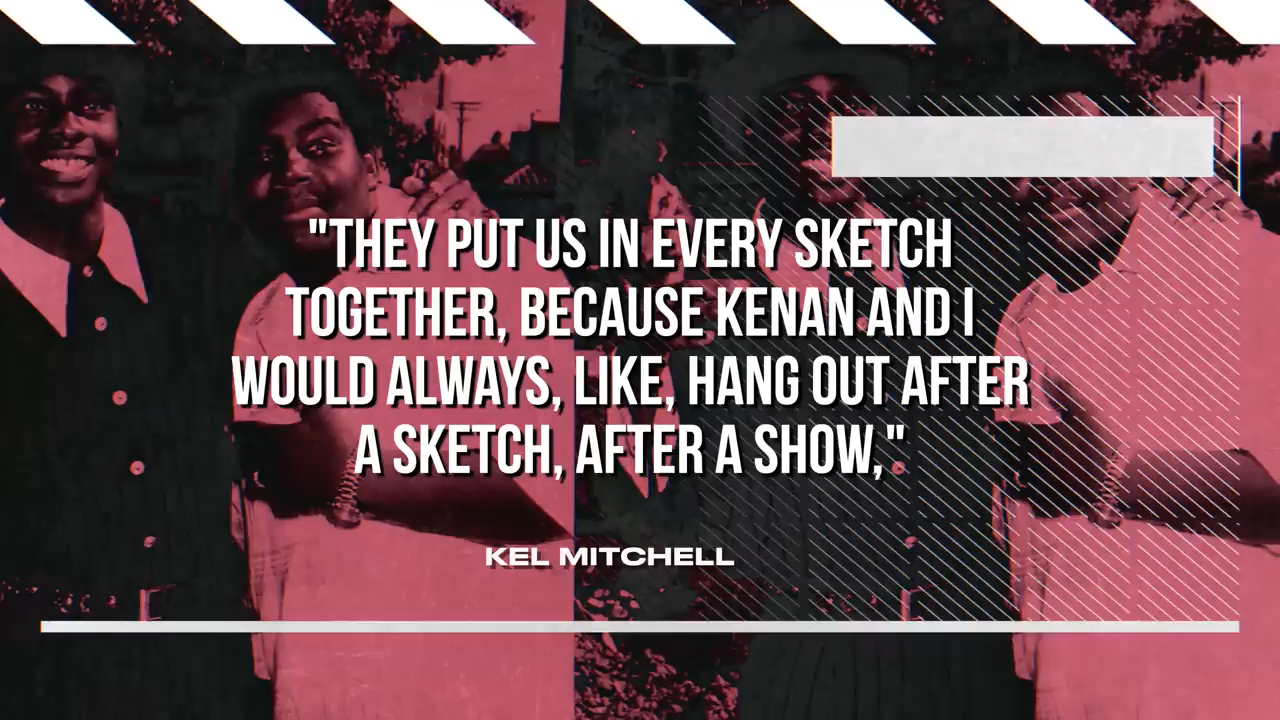 "THEY PUT US IN EVERY SKETCH
TOGETHER, BECAUSE KENAN AND I
WOULD ALWAYS, LIKE, HANG OUT AFTER
A SKETCH, AFTER A SHOW,"
KEL MITCHELL